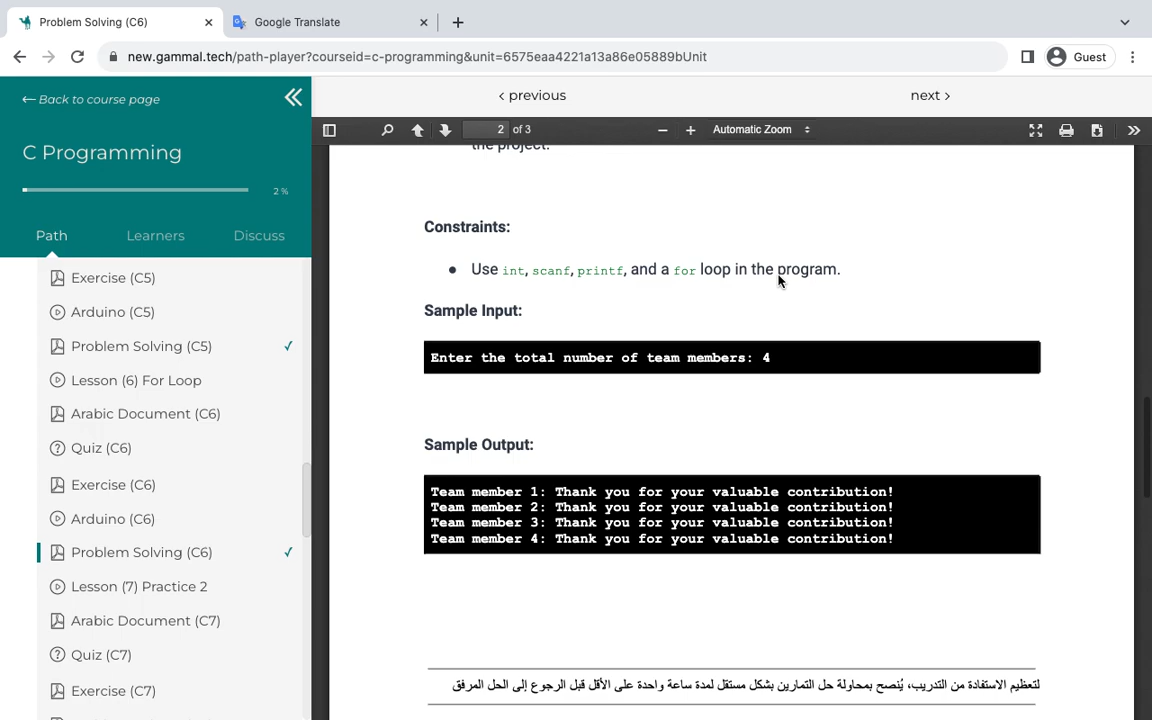 Problem Solving (C6)
Google Translate
new.gammal.tech/path-player?courseid=c-programming&unit=6575eaa4221a13a86e05889bUnit
Guest
← Back to course page
C Programming
2 %
Path
Learners
Discuss
Exercise (C5)
Arduino (C5)
Problem Solving (C5)
Lesson (6) For Loop
Arabic Document (C6)
Quiz (C6)
Exercise (C6)
Arduino (C6)
Problem Solving (C6)
Lesson (7) Practice 2
Arabic Document (C7)
Quiz (C7)
Exercise (C7)
‹ previous
next ›
2 of 3
Automatic Zoom
the project.
Constraints:
● Use int, scanf, printf, and a for loop in the program.
Sample Input:
Enter the total number of team members: 4
Sample Output:
Team member 1: Thank you for your valuable contribution!
Team member 2: Thank you for your valuable contribution!
Team member 3: Thank you for your valuable contribution!
Team member 4: Thank you for your valuable contribution!
لتعظيم الاستفادة من التدريب، يُنصح بمحاولة حل التمارين بشكل مستقل لمدة ساعة واحدة على الأقل قبل الرجوع إلى الحل المرفق